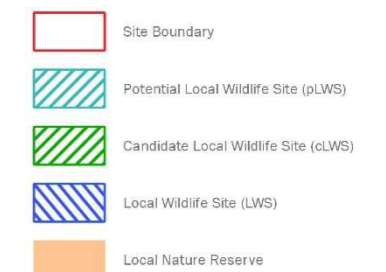 Site Boundary
Potential Local Wildlife Site (pLWS)
Candidate Local Wildlife Site (cLWS)
Local Wildlife Site (LWS)
Local Nature Reserve